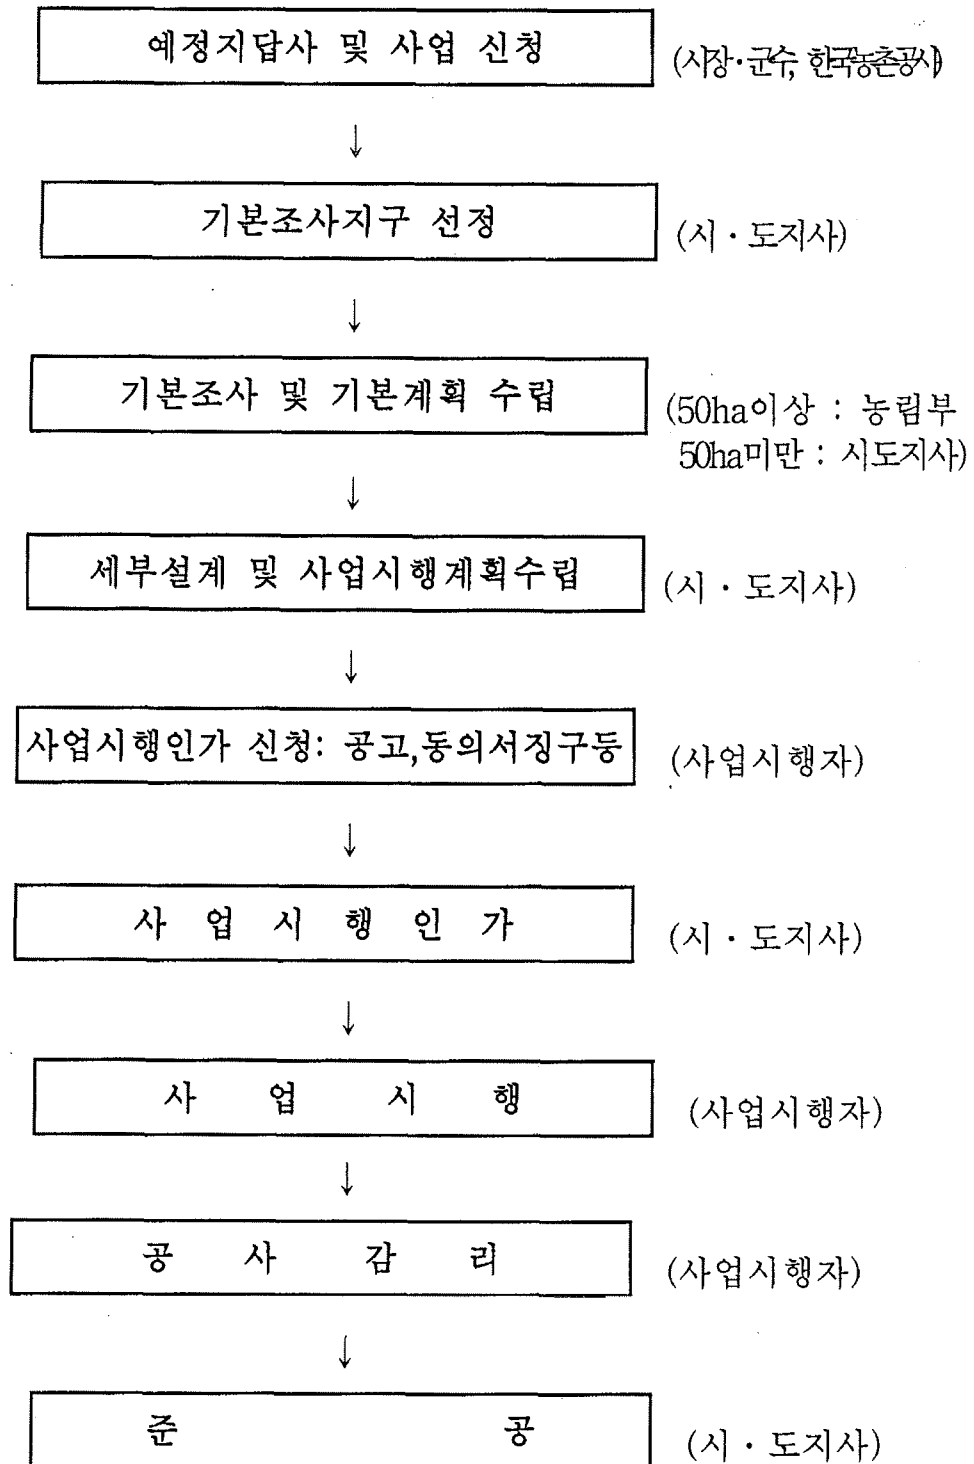 예정지답사 및 사업 신청 (시장·군수, 한국농촌공사)
↓
기본조사지구 선정 (시·도지사)
↓
기본조사 및 기본계획 수립 (50ha이상 : 농림부
50ha미만 : 시도지사)
↓
세부설계 및 사업시행계획수립 (시·도지사)
↓
사업시행인가 신청: 공고,동의서징구등 (사업시행자)
↓
사 업 시 행 인 가 (시·도지사)
↓
사 업 시 행 (사업시행자)
↓
공 사 감 리 (사업시행자)
↓
준 공 (시·도지사)